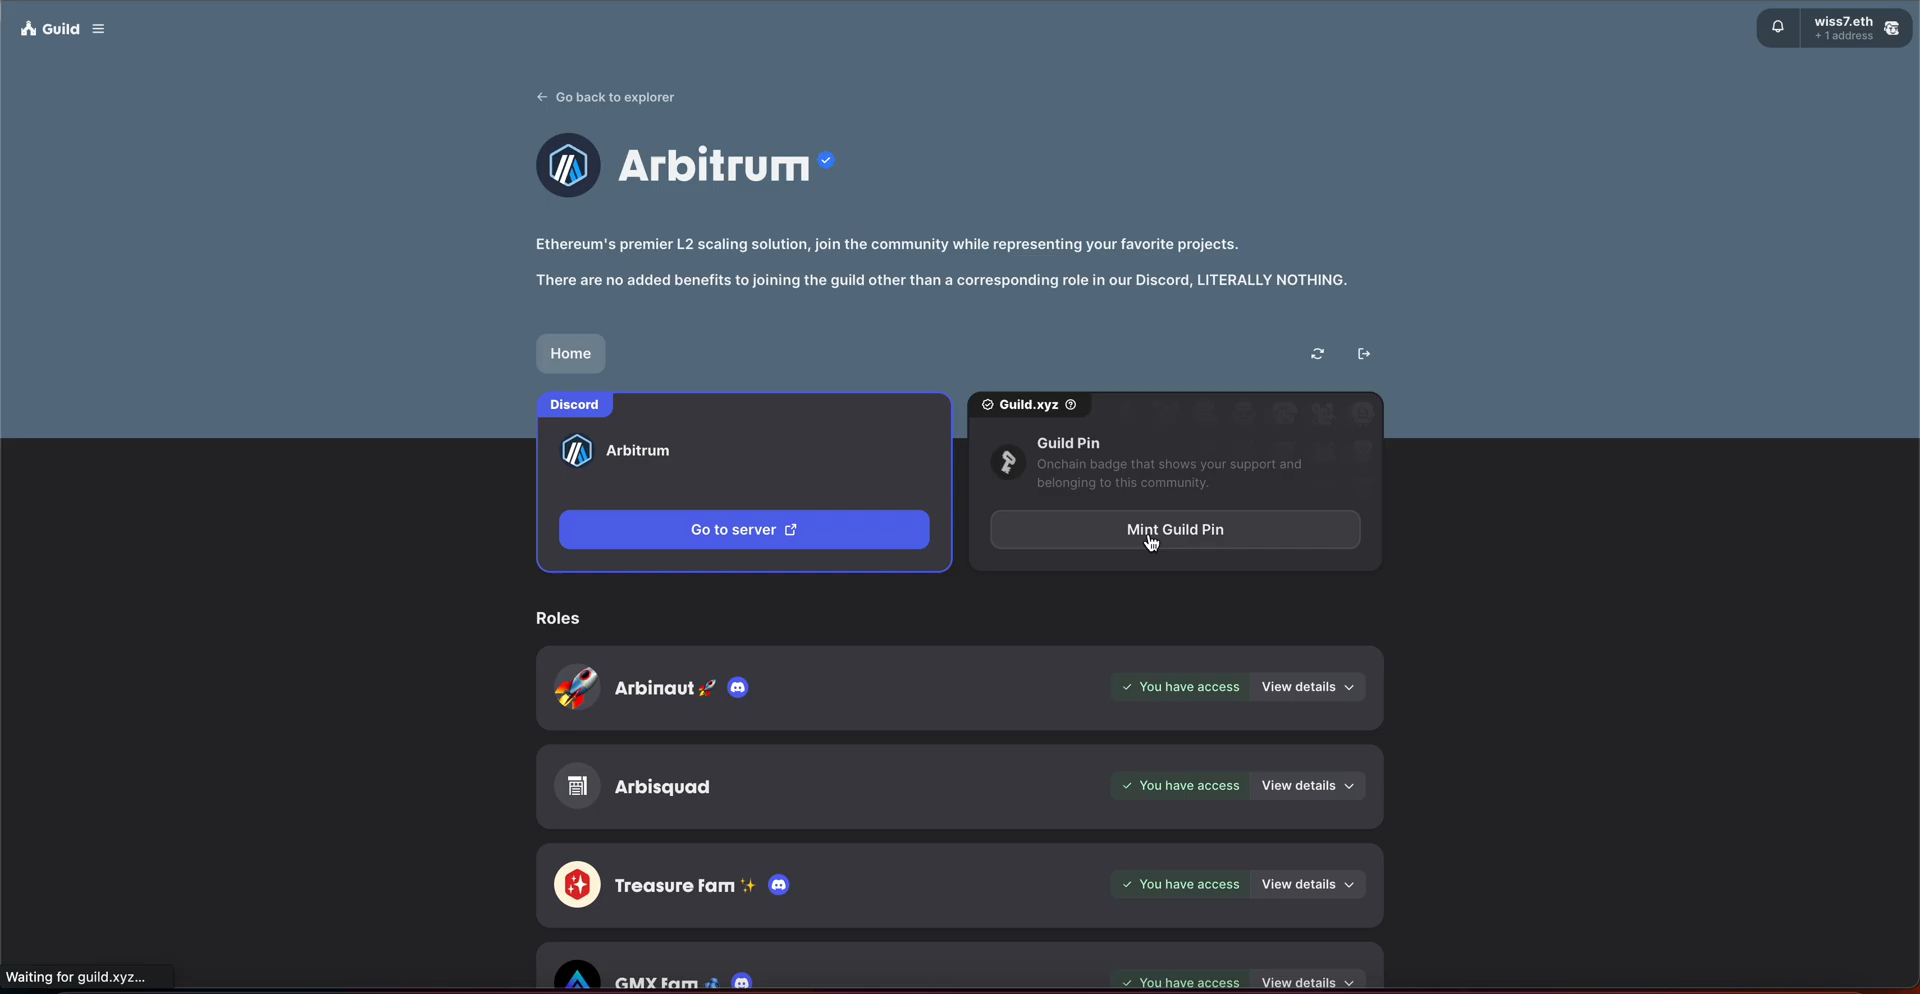 Guild
wiss7.eth
+ 1 address
Go back to explorer
Arbitrum
Ethereum's premier L2 scaling solution, join the community while representing your favorite projects.
There are no added benefits to joining the guild other than a corresponding role in our Discord, LITERALLY NOTHING.
Home
Discord
Arbitrum
Go to server
Guild.xyz
Guild Pin
Onchain badge that shows your support and
belonging to this community.
Mint Guild Pin
Roles
Arbinaut 🚀
You have access
View details
Arbisquad
You have access
View details
Treasure Fam ✨
You have access
View details
GMX Fam
You have access
View details
Waiting for guild.xyz...